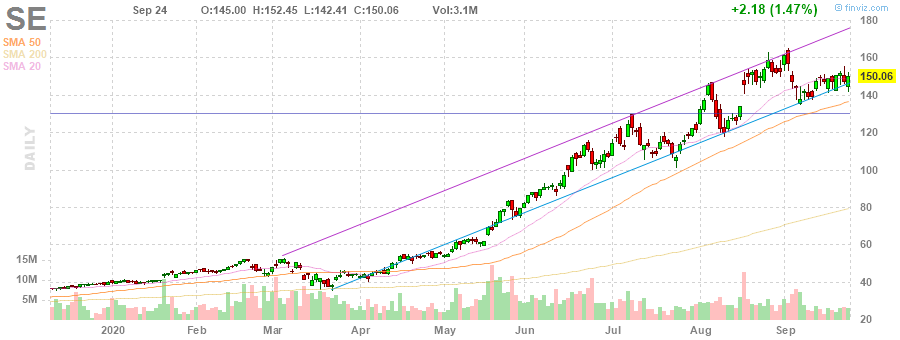 SE Sep 24 O:145.00 H:152.45 L:142.41 C:150.06 Vol:3.1M +2.18 (1.47%) © finviz.com
SMA 50
SMA 200
SMA 20
DAILY
180
160
150.06
140
120
100
80
60
40
20
15M
10M
5M
2020 Feb Mar Apr May Jun Jul Aug Sep